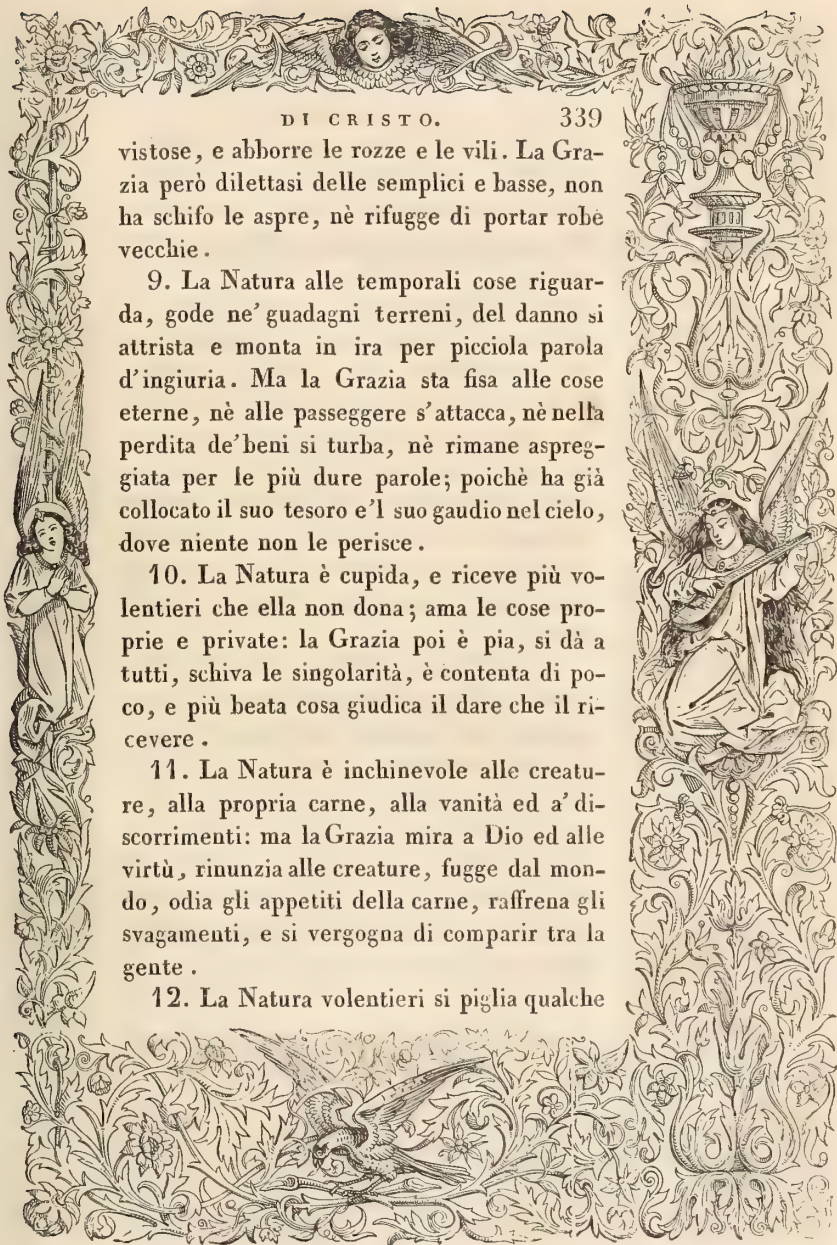 DI CRISTO. 339
vistose, e abborre le rozze e le vili. La Gra-
zia però dilettasi delle semplici e basse, non
ha schifo le aspre, nè rifugge di portar robe
vecchie.
9. La Natura alle temporali cose riguar-
da, gode ne' guadagni terreni, del danno si
attrista e monta in ira per picciola parola
d'ingiuria. Ma la Grazia sta fisa alle cose
eterne, nè alle passeggere s'attacca, nè nella
perdita de' beni si turba, nè rimane aspreg-
giata per le più dure parole; poichè ha già
collocato il suo tesoro e'l suo gaudio nel cielo,
dove niente non le perisce.
10. La Natura è cupida, e riceve più vo-
lentieri che ella non dona; ama le cose pro-
prie e private: la Grazia poi è pia, si dà a
tutti, schiva le singolarità, è contenta di po-
co, e più beata cosa giudica il dare che il ri-
cevere.
11. La Natura è inchinevole alle creatu-
re, alla propria carne, alla vanità ed a' di-
scorrimenti: ma la Grazia mira a Dio ed alle
virtù, rinunzia alle creature, fugge dal mon-
do, odia gli appetiti della carne, raffrena gli
svagamenti, e si vergogna di comparir tra la
gente.
12. La Natura volentieri si piglia qualche